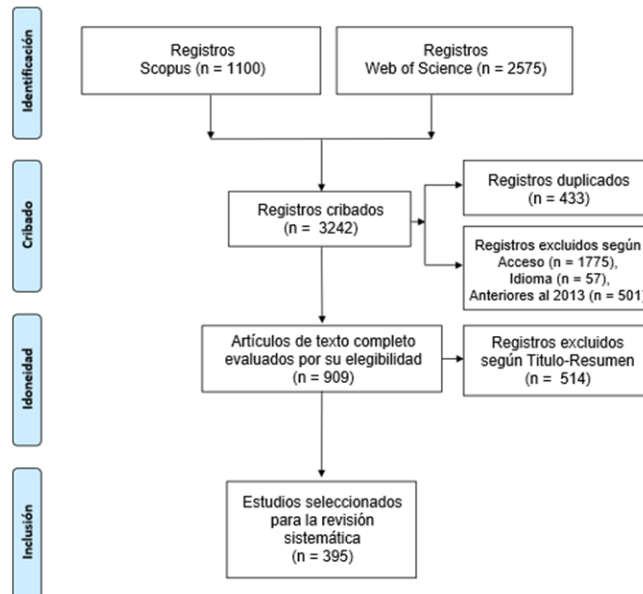 Identificación
Registros
Scopus (n = 1100)
Registros
Web of Science (n = 2575)
Cribado
Registros cribados
(n = 3242)
Registros duplicados
(n = 433)
Registros excluidos según
Acceso (n = 1775),
Idioma (n = 57),
Anteriores al 2013 (n = 501)
Idoneidad
Artículos de texto completo
evaluados por su elegibilidad
(n = 909)
Registros excluidos
según Titulo-Resumen
(n = 514)
Inclusión
Estudios seleccionados
para la revisión
sistemática
(n = 395)